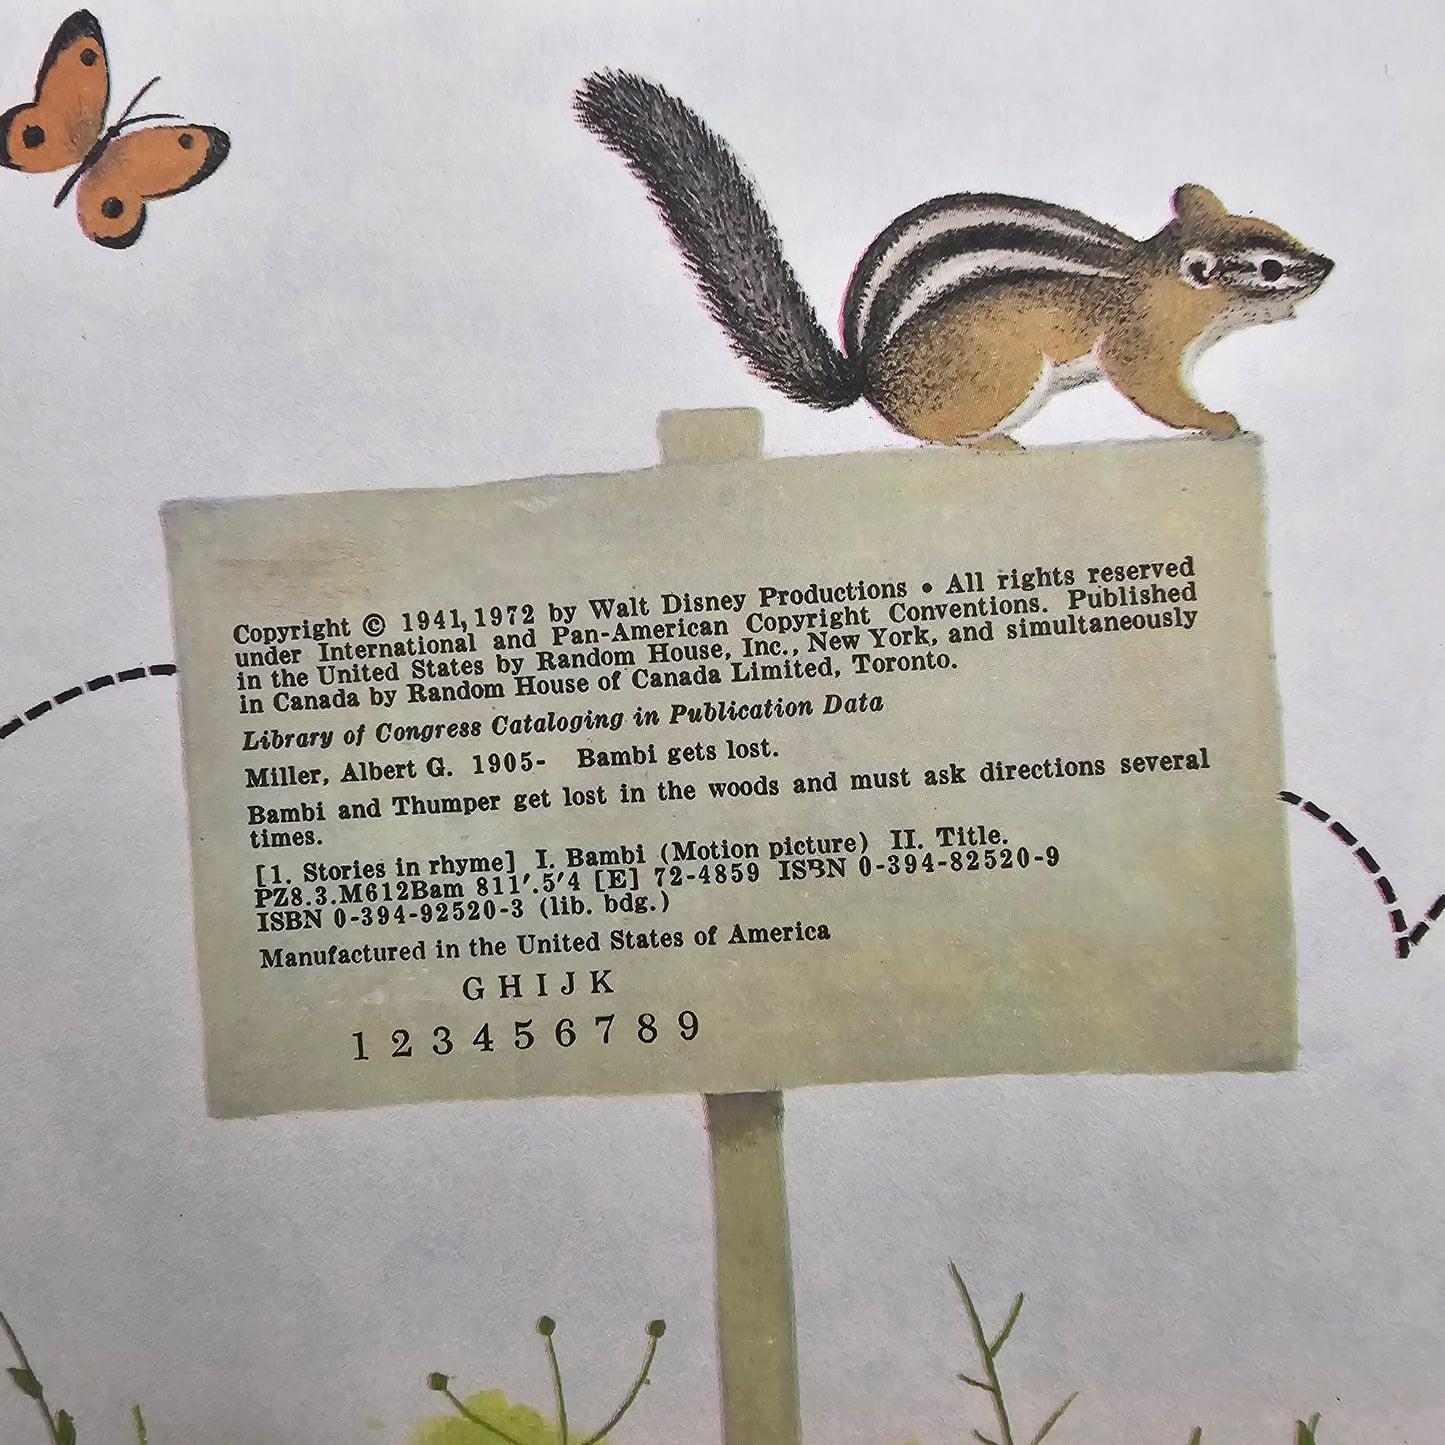 Copyright © 1941, 1972 by Walt Disney Productions • All rights reserved
under International and Pan-American Copyright Conventions. Published
in the United States by Random House, Inc., New York, and simultaneously
in Canada by Random House of Canada Limited, Toronto.
Library of Congress Cataloging in Publication Data
Miller, Albert G. 1905- Bambi gets lost.
Bambi and Thumper get lost in the woods and must ask directions several
times.
[1. Stories in rhyme] I. Bambi (Motion picture) II. Title.
PZ8.3.M612Bam 811'.5'4 [E] 72-4859 ISBN 0-394-82520-9
ISBN 0-394-92520-3 (lib. bdg.)
Manufactured in the United States of America
G H I J K
1 2 3 4 5 6 7 8 9